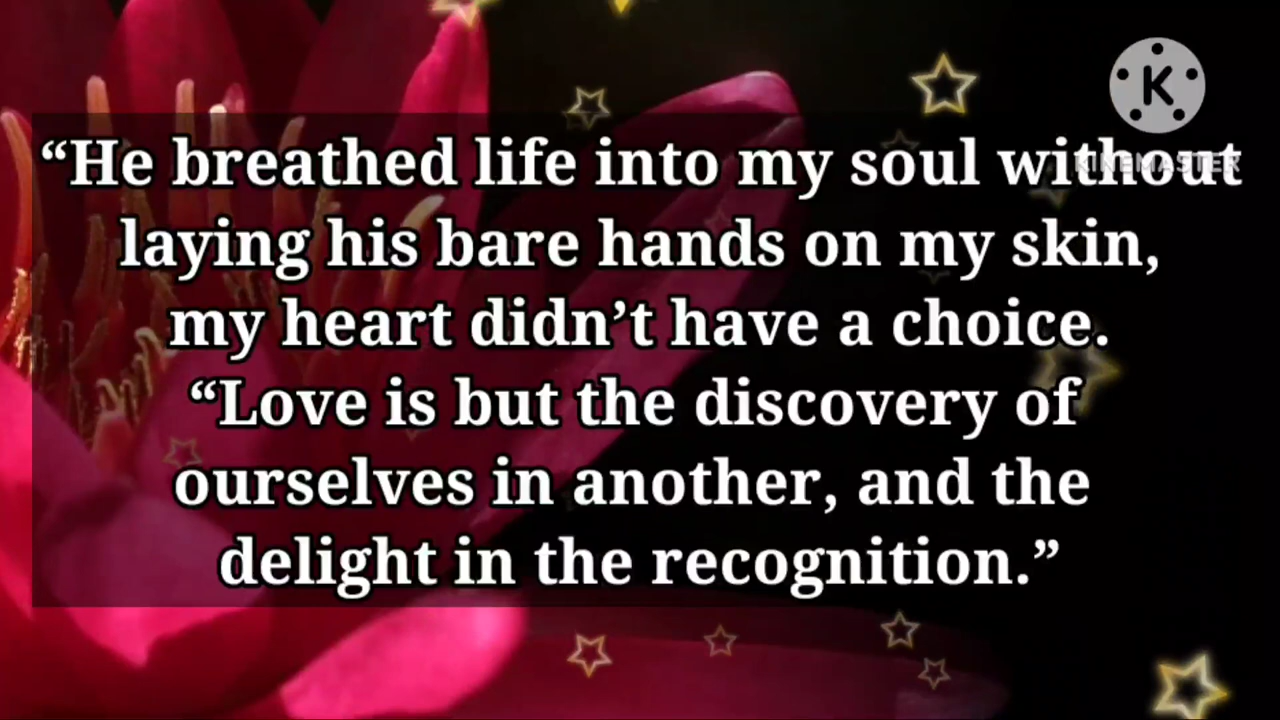 “He breathed life into my soul without
laying his bare hands on my skin,
my heart didn’t have a choice.
“Love is but the discovery of
ourselves in another, and the
delight in the recognition.”
K
KINEMASTER